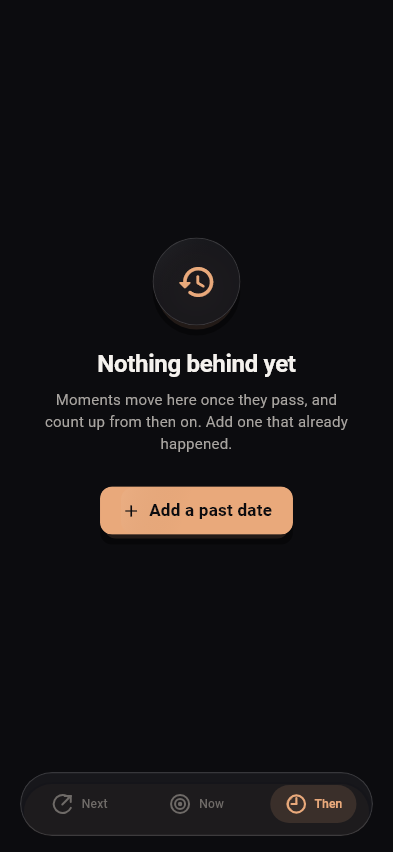 Nothing behind yet
Moments move here once they pass, and
count up from then on. Add one that already
happened.
Add a past date
Next
Now
Then